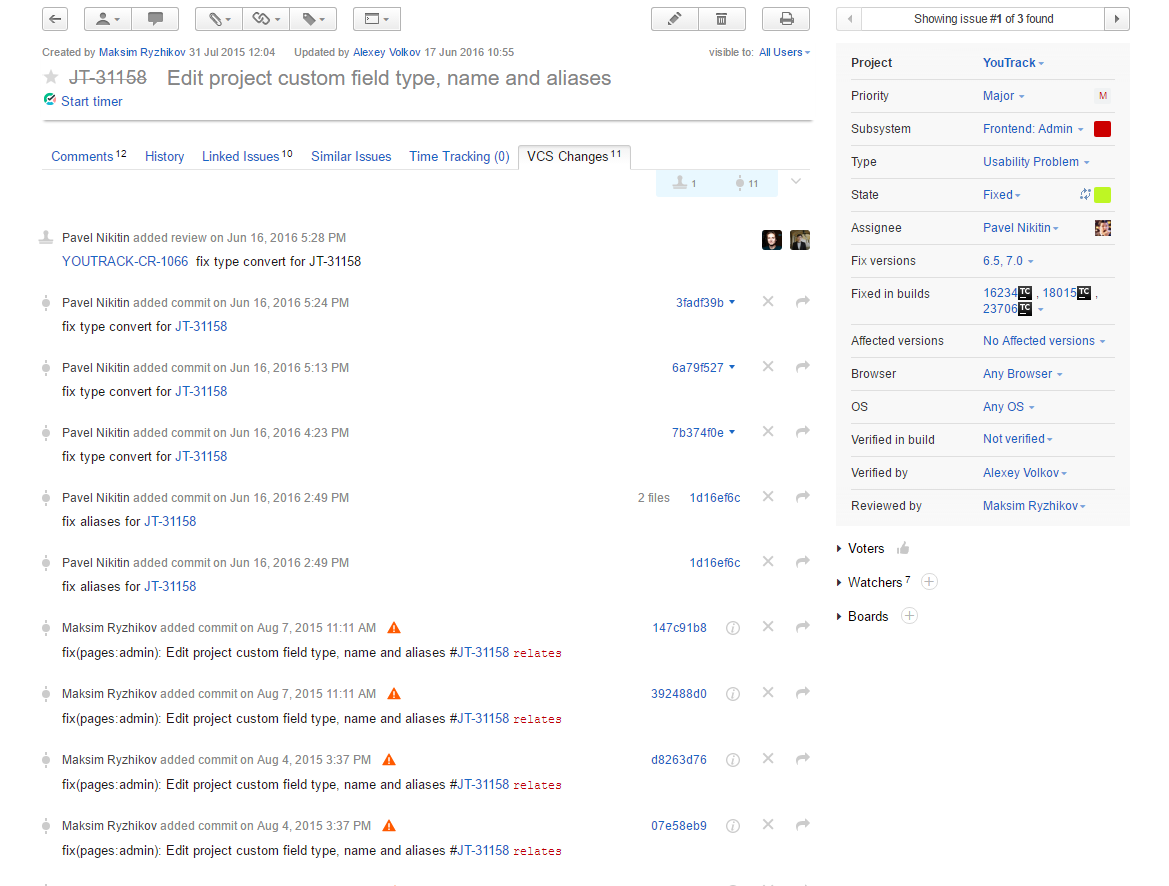 Showing issue #1 of 3 found
Created by Maksim Ryzhikov 31 Jul 2015 12:04 Updated by Alexey Volkov 17 Jun 2016 10:55 visible to: All Users
JT-31158 Edit project custom field type, name and aliases
Start timer
Comments 12 History Linked Issues 10 Similar Issues Time Tracking (0) VCS Changes 11
1 11
Pavel Nikitin added review on Jun 16, 2016 5:28 PM
YOUTRACK-CR-1066 fix type convert for JT-31158
Pavel Nikitin added commit on Jun 16, 2016 5:24 PM 3fadf39b
fix type convert for JT-31158
Pavel Nikitin added commit on Jun 16, 2016 5:13 PM 6a79f527
fix type convert for JT-31158
Pavel Nikitin added commit on Jun 16, 2016 4:23 PM 7b374f0e
fix type convert for JT-31158
Pavel Nikitin added commit on Jun 16, 2016 2:49 PM 2 files 1d16ef6c
fix aliases for JT-31158
Pavel Nikitin added commit on Jun 16, 2016 2:49 PM 1d16ef6c
fix aliases for JT-31158
Maksim Ryzhikov added commit on Aug 7, 2015 11:11 AM 147c91b8
fix(pages:admin): Edit project custom field type, name and aliases #JT-31158 relates
Maksim Ryzhikov added commit on Aug 7, 2015 11:11 AM 392488d0
fix(pages:admin): Edit project custom field type, name and aliases #JT-31158 relates
Maksim Ryzhikov added commit on Aug 4, 2015 3:37 PM d8263d76
fix(pages:admin): Edit project custom field type, name and aliases #JT-31158 relates
Maksim Ryzhikov added commit on Aug 4, 2015 3:37 PM 07e58eb9
fix(pages:admin): Edit project custom field type, name and aliases #JT-31158 relates
Project YouTrack
Priority Major M
Subsystem Frontend: Admin
Type Usability Problem
State Fixed
Assignee Pavel Nikitin
Fix versions 6.5, 7.0
Fixed in builds 16234 TC , 18015 TC ,
23706 TC
Affected versions No Affected versions
Browser Any Browser
OS Any OS
Verified in build Not verified
Verified by Alexey Volkov
Reviewed by Maksim Ryzhikov
Voters
Watchers 7
Boards